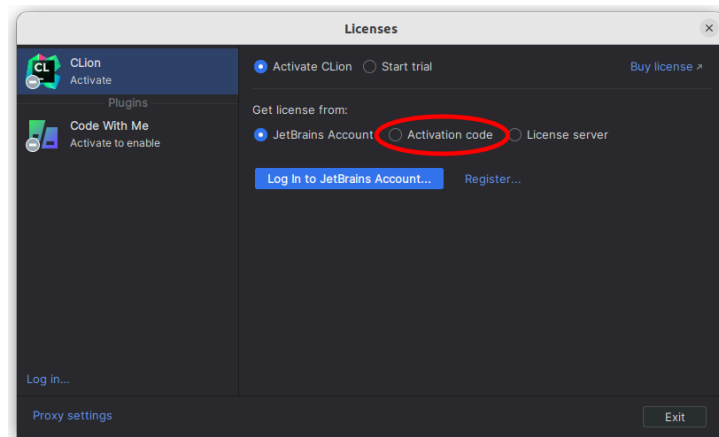 Licenses
CL
CLion
Activate
Plugins
Code With Me
Activate to enable
Log in...
Activate CLion Start trial Buy license ↗
Get license from:
JetBrains Account Activation code License server
Log In to JetBrains Account... Register...
Proxy settings Exit